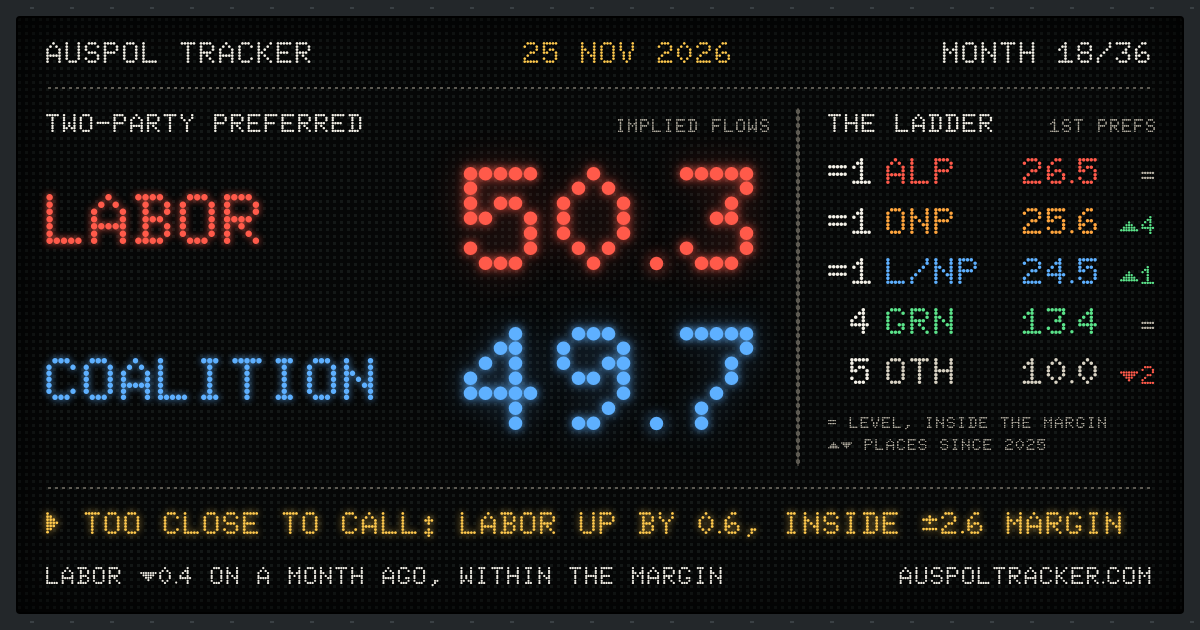 AUSPOL TRACKER 25 NOV 2026 MONTH 18/36
TWO-PARTY PREFERRED IMPLIED FLOWS
LABOR 50.3
COALITION 49.7
THE LADDER 1ST PREFS
=1 ALP 26.5 =
=1 ONP 25.6 ▲4
=1 L/NP 24.5 ▲1
4 GRN 13.4 =
5 OTH 10.0 ▼2
= LEVEL, INSIDE THE MARGIN
▲▼ PLACES SINCE 2025
▶ TOO CLOSE TO CALL: LABOR UP BY 0.6, INSIDE ±2.6 MARGIN
LABOR ▼0.4 ON A MONTH AGO, WITHIN THE MARGIN AUSPOLTRACKER.COM